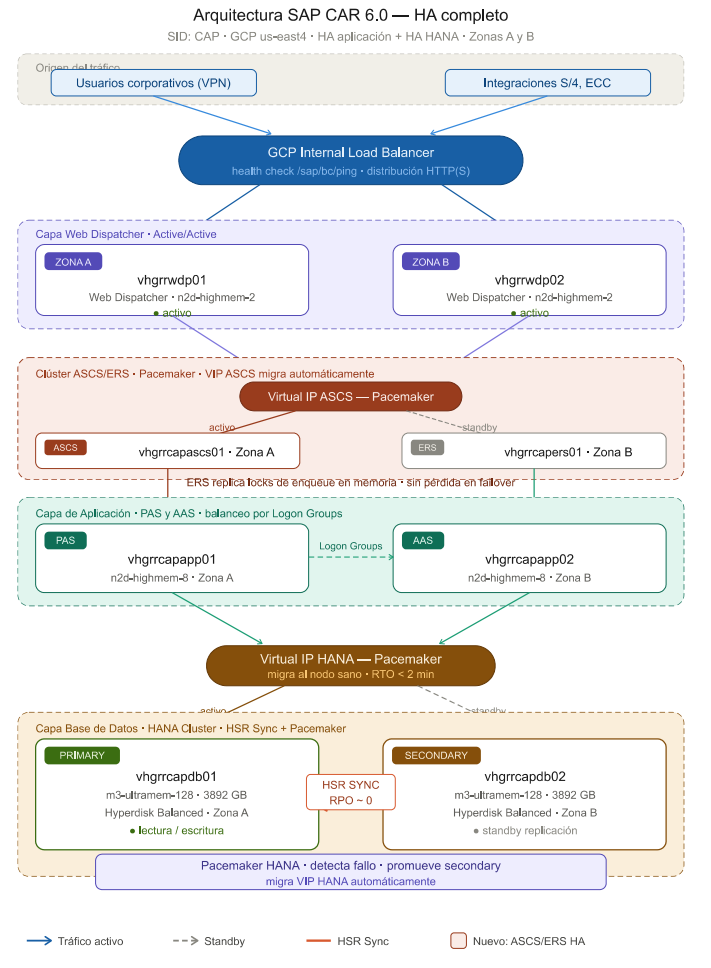 Arquitectura SAP CAR 6.0 — HA completo
SID: CAP · GCP us-east4 · HA aplicación + HA HANA · Zonas A y B
Origen del tráfico
Usuarios corporativos (VPN)
Integraciones S/4, ECC
GCP Internal Load Balancer
health check /sap/bc/ping · distribución HTTP(S)
Capa Web Dispatcher · Active/Active
ZONA A
vhgrrwdp01
Web Dispatcher · n2d-highmem-2
● activo
ZONA B
vhgrrwdp02
Web Dispatcher · n2d-highmem-2
● activo
Clúster ASCS/ERS · Pacemaker · VIP ASCS migra automáticamente
Virtual IP ASCS — Pacemaker
activo
standby
ASCS
vhgrrcapascs01 · Zona A
ERS
vhgrrcapers01 · Zona B
ERS replica locks de enqueue en memoria · sin pérdida en failover
Capa de Aplicación · PAS y AAS · balanceo por Logon Groups
PAS
vhgrrcapapp01
n2d-highmem-8 · Zona A
Logon Groups
AAS
vhgrrcapapp02
n2d-highmem-8 · Zona B
Virtual IP HANA — Pacemaker
migra al nodo sano · RTO < 2 min
activo
standby
Capa Base de Datos · HANA Cluster · HSR Sync + Pacemaker
PRIMARY
vhgrrcapdb01
m3-ultramem-128 · 3892 GB
Hyperdisk Balanced · Zona A
● lectura / escritura
HSR SYNC
RPO ~ 0
SECONDARY
vhgrrcapdb02
m3-ultramem-128 · 3892 GB
Hyperdisk Balanced · Zona B
● standby replicación
Pacemaker HANA · detecta fallo · promueve secondary
migra VIP HANA automáticamente
Tráfico activo
Standby
HSR Sync
Nuevo: ASCS/ERS HA